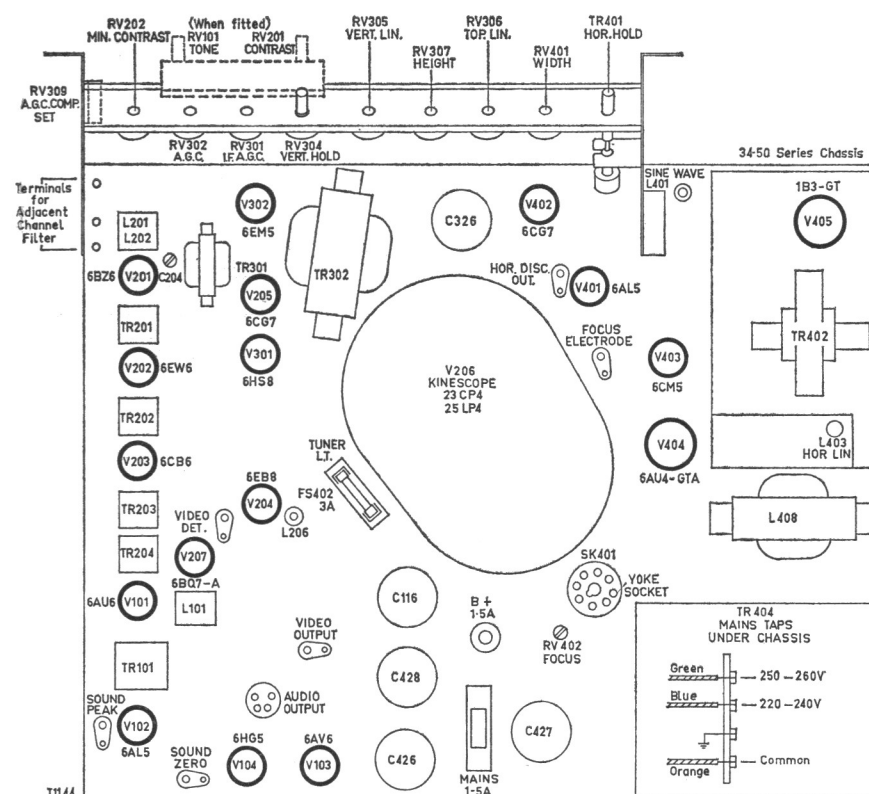 RV202
MIN. CONTRAST
(When fitted)
RV101
TONE
RV201
CONTRAST
RV305
VERT. LIN.
RV307
HEIGHT
RV306
TOP. LIN.
RV401
WIDTH
TR401
HOR. HOLD
RV309
A.G.C. COMP.
SET
RV302
A.G.C.
RV301
I.F. A.G.C.
RV304
VERT. HOLD
34-50 Series Chassis
Terminals
for
Adjacent
Channel
Filter
L201
L202
V302
6EM5
C326
V402
6CG7
SINE WAVE
L401
1B3-GT
V405
6BZ6
V201
C204
TR301
V205
6CG7
TR302
HOR. DISC.
OUT.
V401
6AL5
TR201
V202
6EW6
V301
6HS8
FOCUS
ELECTRODE
V403
6CM5
TR402
V206
KINESCOPE
23 CP4
25 LP4
TR202
V203
6CB6
TUNER
L.T.
FS402
3A
V404
6AU4-GTA
L403
HOR LIN
6EB8
V204
L206
TR203
VIDEO
DET.
L408
TR204
V207
6BQ7-A
SK401
YOKE
SOCKET
6AU6
V101
L101
C116
B+
1·5A
RV402
FOCUS
TR404
MAINS TAPS
UNDER CHASSIS
VIDEO
OUTPUT
TR101
C428
Green
250-260V
Blue
220-240V
SOUND
PEAK
AUDIO
OUTPUT
V102
6AL5
SOUND
ZERO
6HG5
V104
6AV6
V103
C426
MAINS
1-5A
C427
Orange
Common
T1144